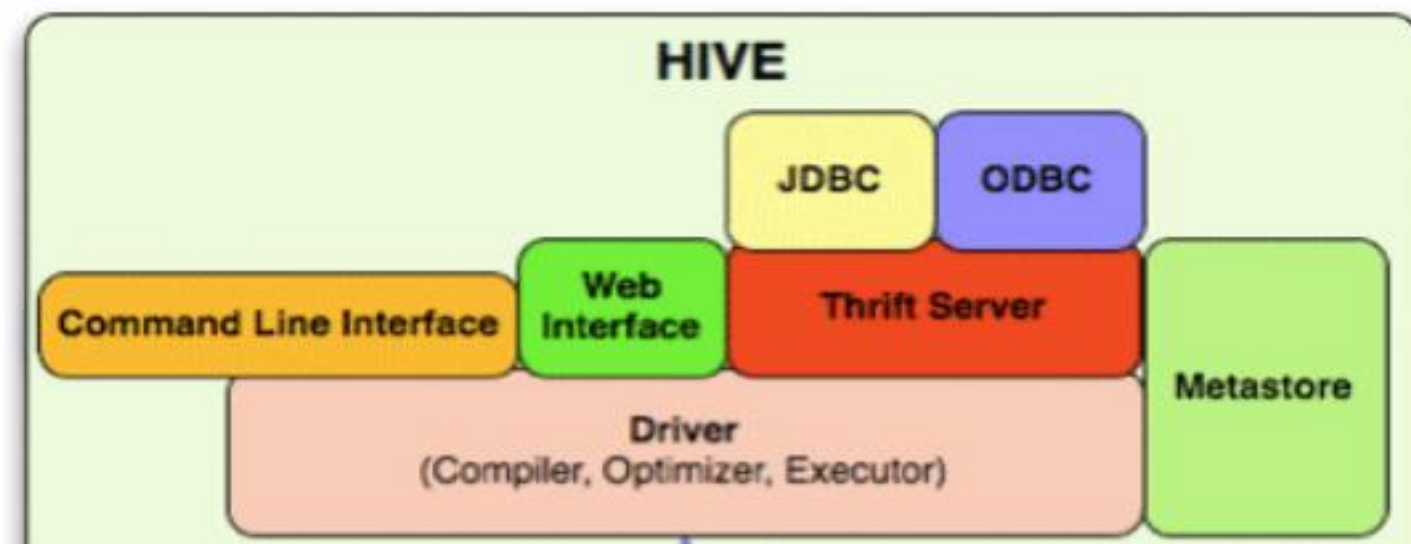 HIVE
JDBC
ODBC
Web
Interface
Thrift Server
Command Line Interface
Metastore
Driver
(Compiler, Optimizer, Executor)